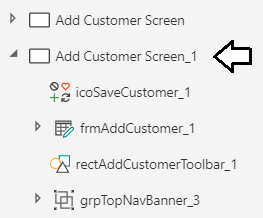 Add Customer Screen
Add Customer Screen_1
icoSaveCustomer_1
frmAddCustomer_1
rectAddCustomerToolbar_1
grpTopNavBanner_3